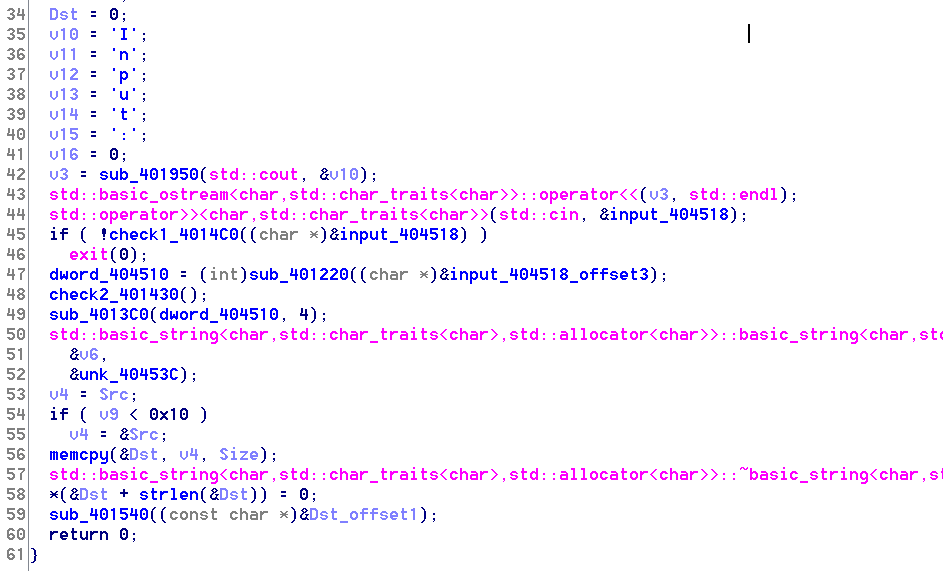 34 Dst = 0;
35 v10 = 'I';
36 v11 = 'n';
37 v12 = 'p';
38 v13 = 'u';
39 v14 = 't';
40 v15 = ':';
41 v16 = 0;
42 v3 = sub_401950(std::cout, &v10);
43 std::basic_ostream<char,std::char_traits<char>>::operator<<(v3, std::endl);
44 std::operator>><char,std::char_traits<char>>(std::cin, &input_404518);
45 if ( !check1_4014C0((char *)&input_404518) )
46 exit(0);
47 dword_404510 = (int)sub_401220((char *)&input_404518_offset3);
48 check2_401430();
49 sub_4013C0(dword_404510, 4);
50 std::basic_string<char,std::char_traits<char>,std::allocator<char>>::basic_string<char,std
51 &v6,
52 &unk_40453C);
53 v4 = Src;
54 if ( v9 < 0x10 )
55 v4 = &Src;
56 memcpy(&Dst, v4, Size);
57 std::basic_string<char,std::char_traits<char>,std::allocator<char>>::~basic_string<char,st
58 *(&Dst + strlen(&Dst)) = 0;
59 sub_401540((const char *)&Dst_offset1);
60 return 0;
61 }